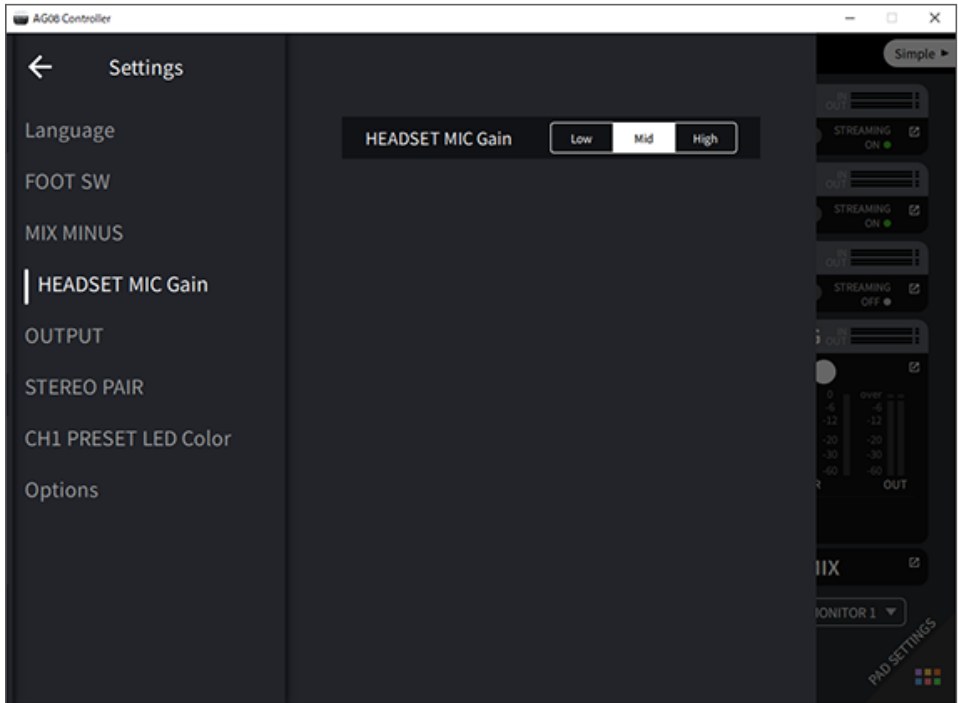 AG08 Controller
Simple ►
Settings
Language
FOOT SW
MIX MINUS
HEADSET MIC Gain
OUTPUT
STEREO PAIR
CH1 PRESET LED Color
Options
HEADSET MIC Gain Low Mid High
IN
OUT
STREAMING
ON
IN
OUT
STREAMING
ON
IN
OUT
STREAMING
OFF
IN
OUT
0 over
-6 -6
-12 -12
-20 -20
-30 -30
-60 -60
OUT
MONITOR 1
PAD SETTINGS